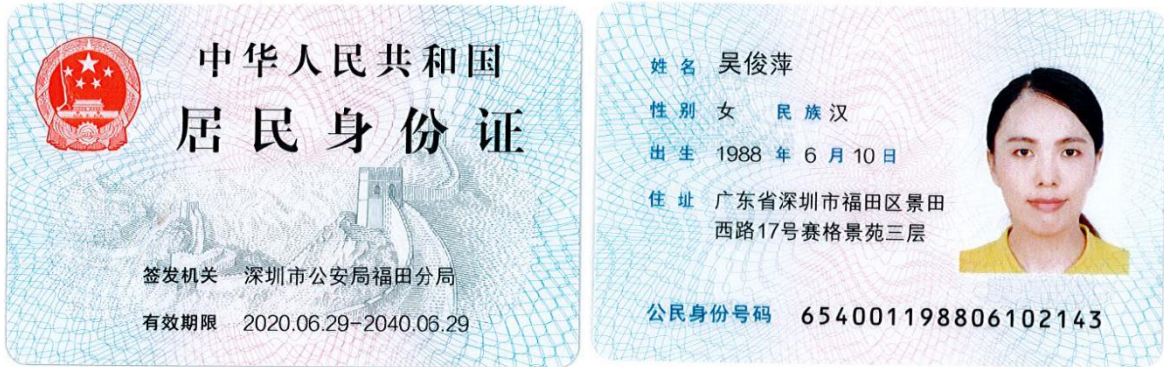 中华人民共和国
居民身份证
签发机关 深圳市公安局福田分局
有效期限 2020.06.29-2040.06.29
姓名 吴俊萍
性别 女 民族 汉
出生 1988 年 6 月 10 日
住址 广东省深圳市福田区景田
西路17号赛格景苑三层
公民身份号码 654001198806102143